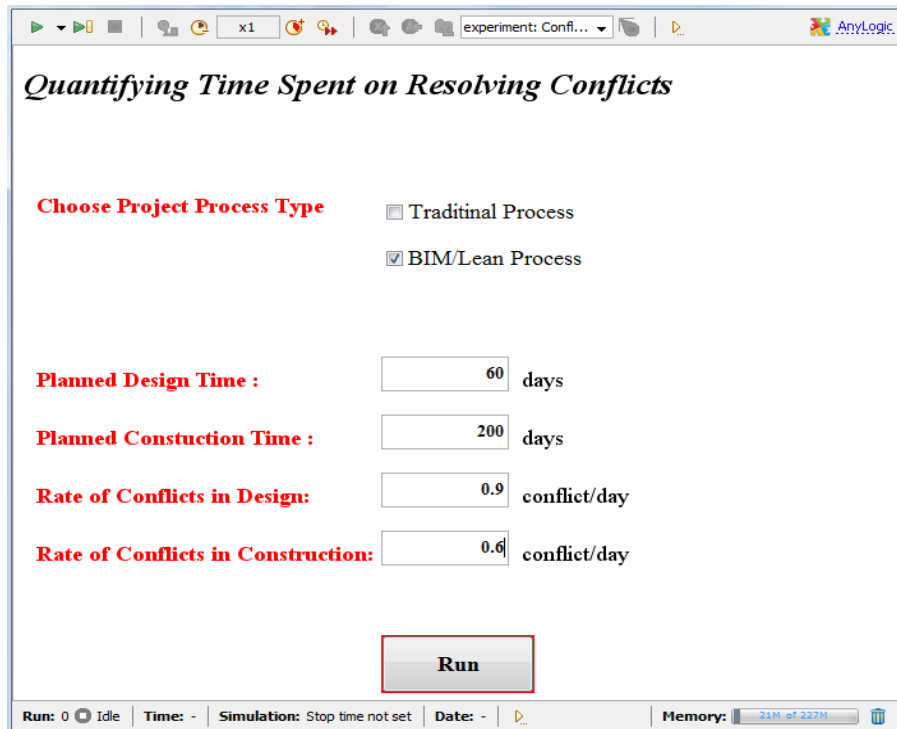 x1 experiment: Confl... AnyLogic
Quantifying Time Spent on Resolving Conflicts
Choose Project Process Type
Traditinal Process
BIM/Lean Process
Planned Design Time : 60 days
Planned Constuction Time : 200 days
Rate of Conflicts in Design: 0.9 conflict/day
Rate of Conflicts in Construction: 0.6 conflict/day
Run
Run: 0 Idle Time: - Simulation: Stop time not set Date: - Memory: 21M of 227M